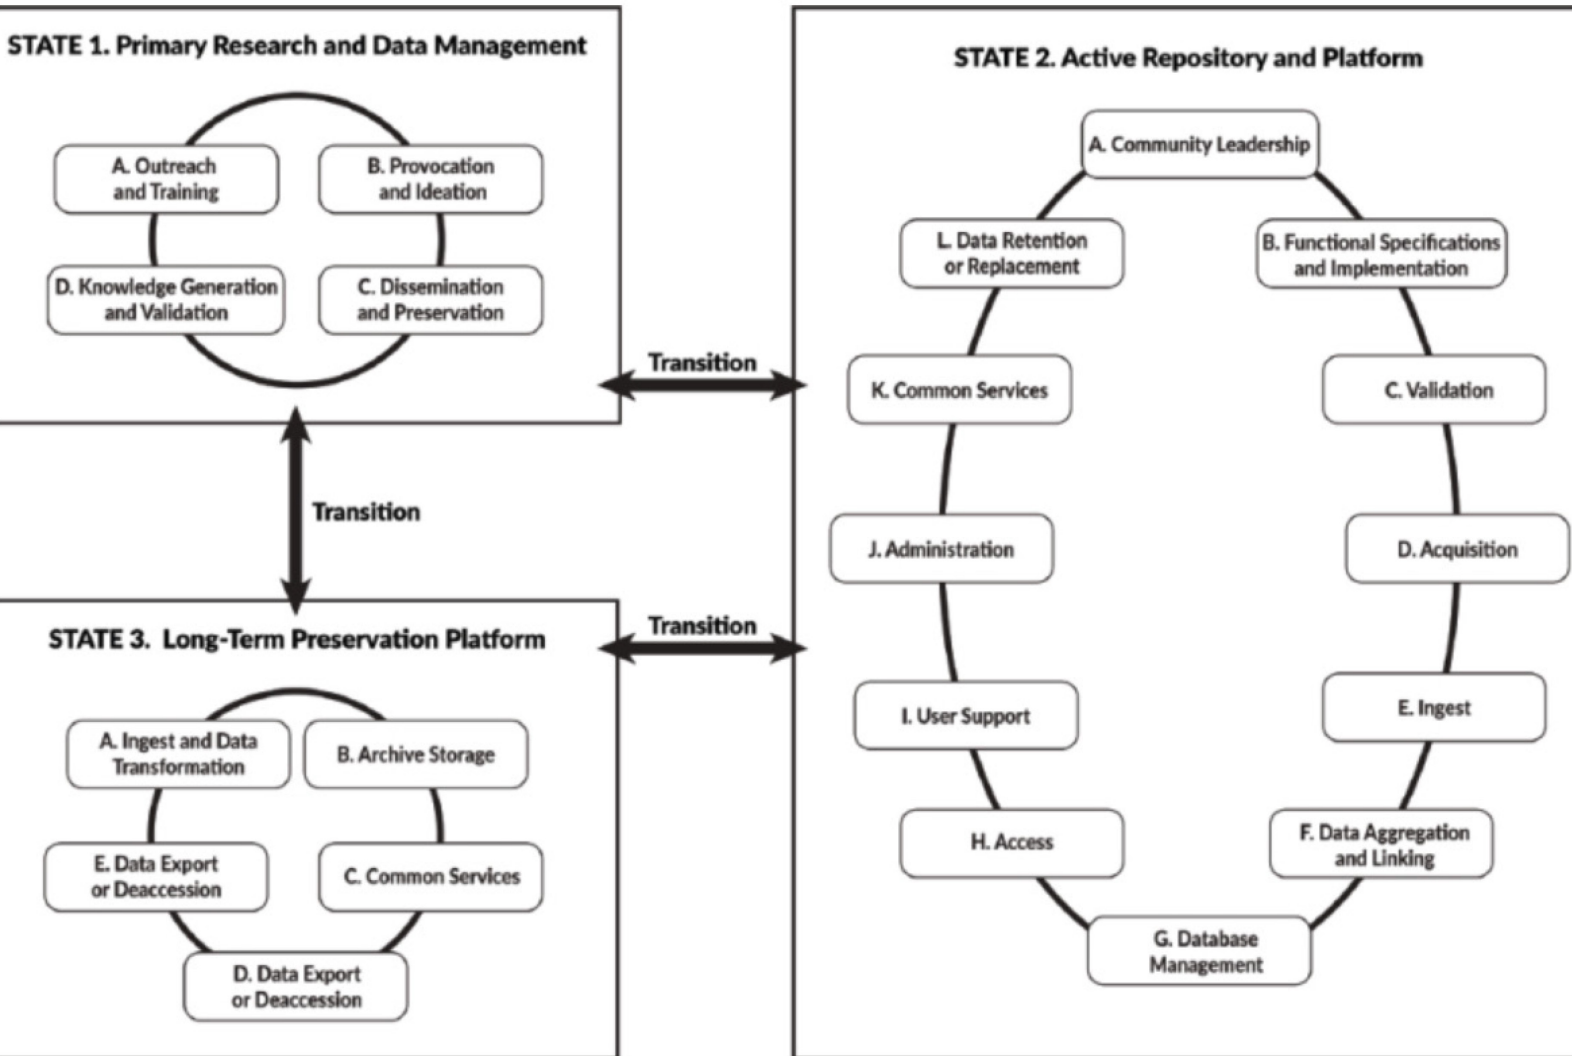 STATE 1. Primary Research and Data Management
A. Outreach
and Training
B. Provocation
and Ideation
D. Knowledge Generation
and Validation
C. Dissemination
and Preservation
Transition
Transition
STATE 3. Long-Term Preservation Platform
A. Ingest and Data
Transformation
B. Archive Storage
E. Data Export
or Deaccession
C. Common Services
D. Data Export
or Deaccession
Transition
STATE 2. Active Repository and Platform
A. Community Leadership
L. Data Retention
or Replacement
B. Functional Specifications
and Implementation
K. Common Services
C. Validation
J. Administration
D. Acquisition
I. User Support
E. Ingest
H. Access
F. Data Aggregation
and Linking
G. Database
Management